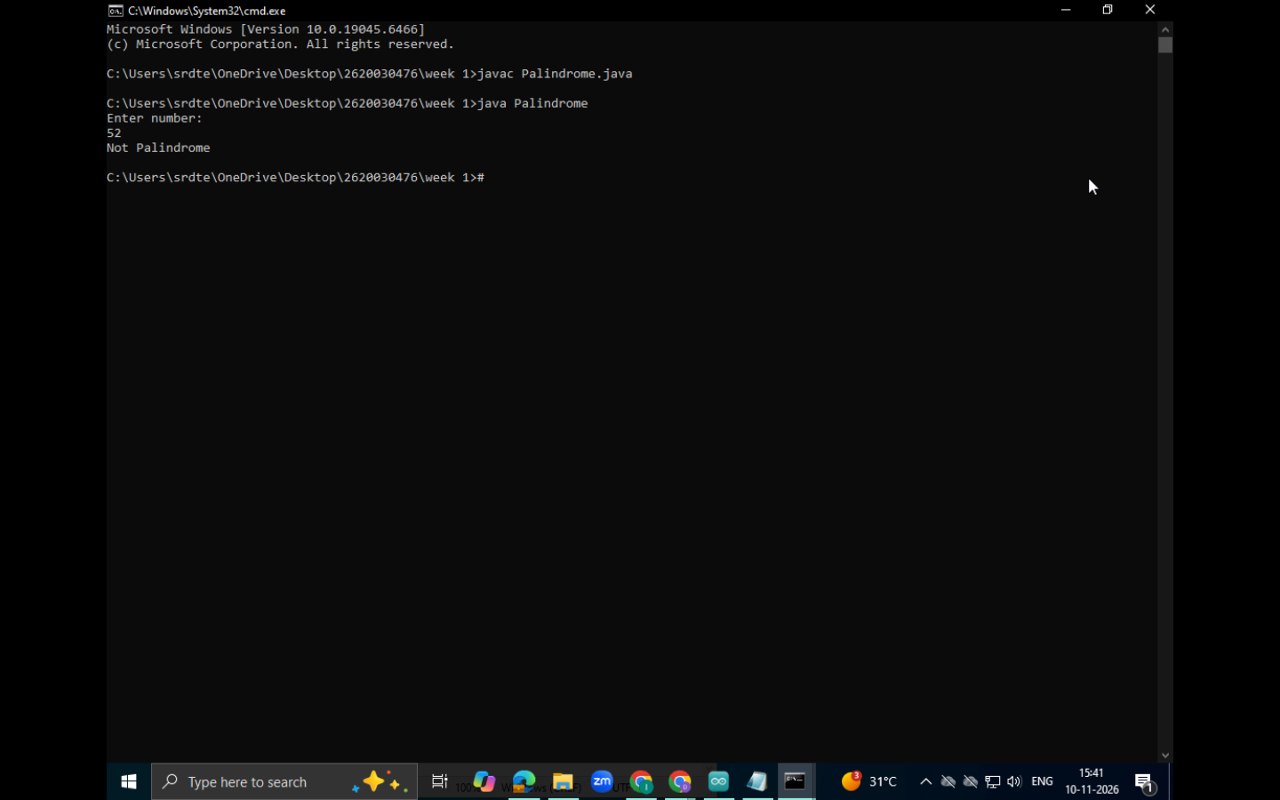 C:\Windows\System32\cmd.exe
Microsoft Windows [Version 10.0.19045.6466]
(c) Microsoft Corporation. All rights reserved.
C:\Users\srdte\OneDrive\Desktop\2620030476\week 1>javac Palindrome.java
C:\Users\srdte\OneDrive\Desktop\2620030476\week 1>java Palindrome
Enter number:
52
Not Palindrome
C:\Users\srdte\OneDrive\Desktop\2620030476\week 1>#
Type here to search
zm
3
31°C
ENG
15:41
10-11-2026
1